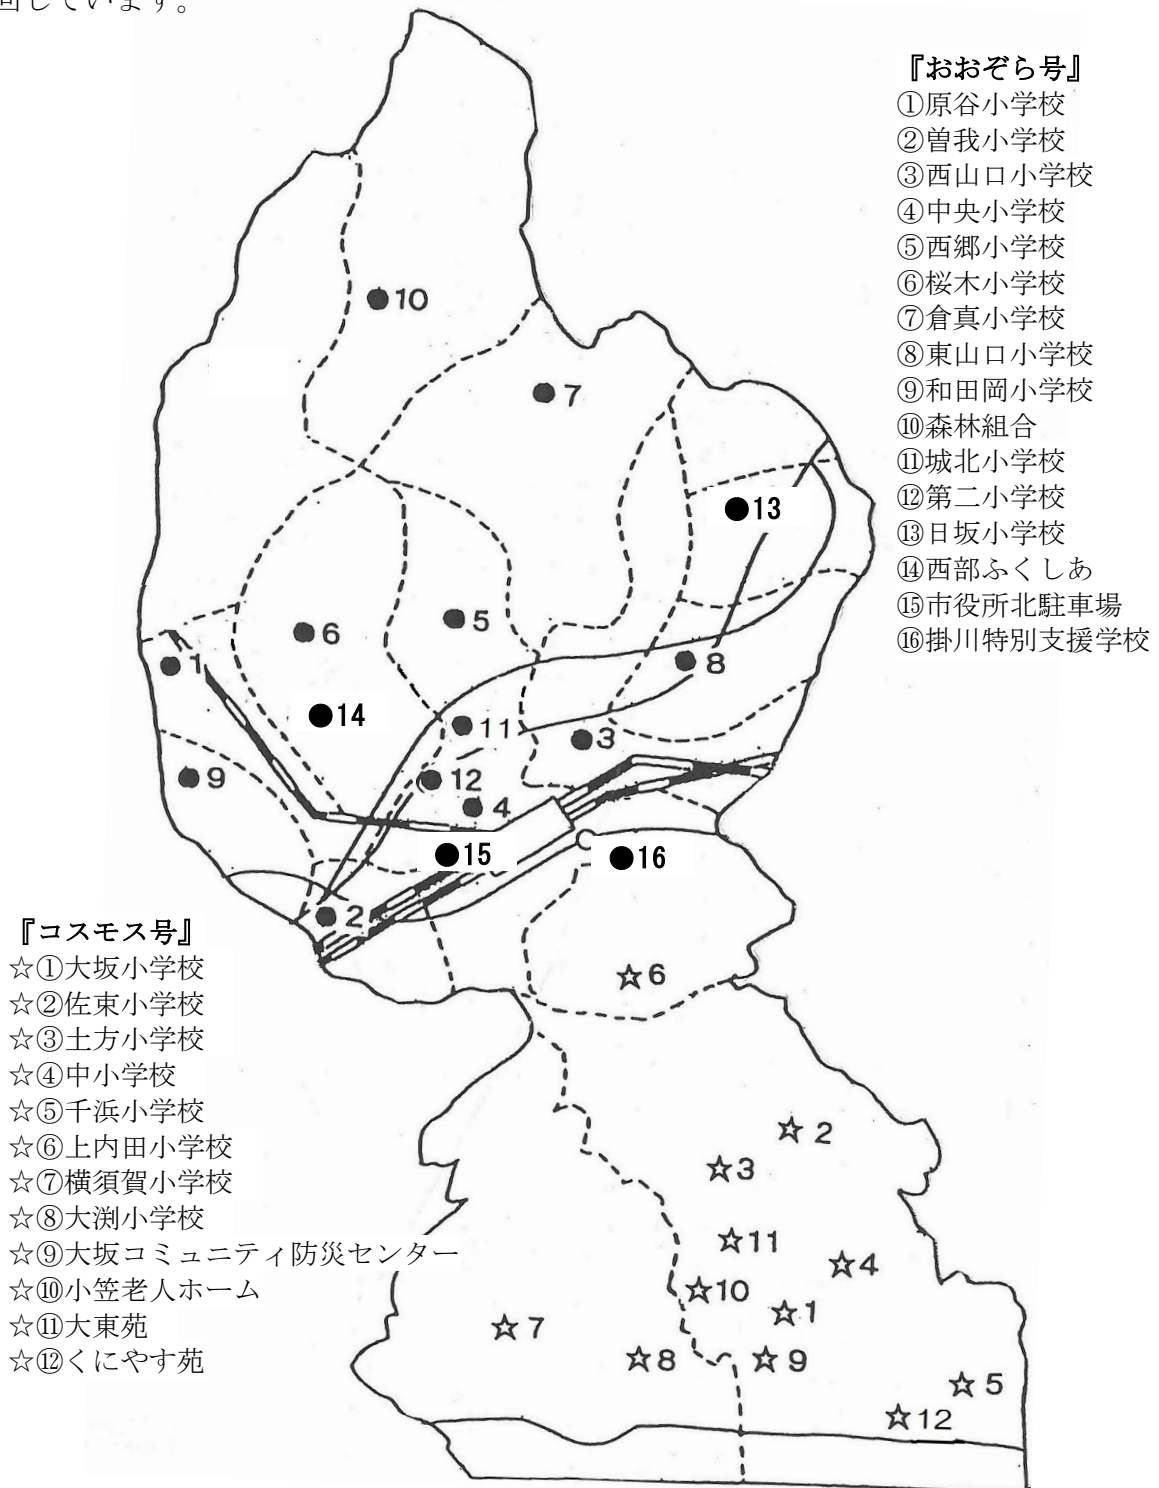 回しています。
『おおぞら号』
①原谷小学校
②曽我小学校
③西山口小学校
④中央小学校
⑤西郷小学校
⑥桜木小学校
⑦倉真小学校
⑧東山口小学校
⑨和田岡小学校
⑩森林組合
⑪城北小学校
⑫第二小学校
⑬日坂小学校
⑭西部ふくしあ
⑮市役所北駐車場
⑯掛川特別支援学校
●10
●7
●13
●5
●6
●1
●8
●14
●11
●3
●9
●12
●4
●15
●16
●2
『コスモス号』
☆①大坂小学校
☆②佐束小学校
☆③土方小学校
☆④中小学校
☆⑤千浜小学校
☆⑥上内田小学校
☆⑦横須賀小学校
☆⑧大渕小学校
☆⑨大坂コミュニティ防災センター
☆⑩小笠老人ホーム
☆⑪大東苑
☆⑫くにやす苑
☆6
☆2
☆3
☆11
☆4
☆10
☆1
☆7
☆8
☆9
☆5
☆12